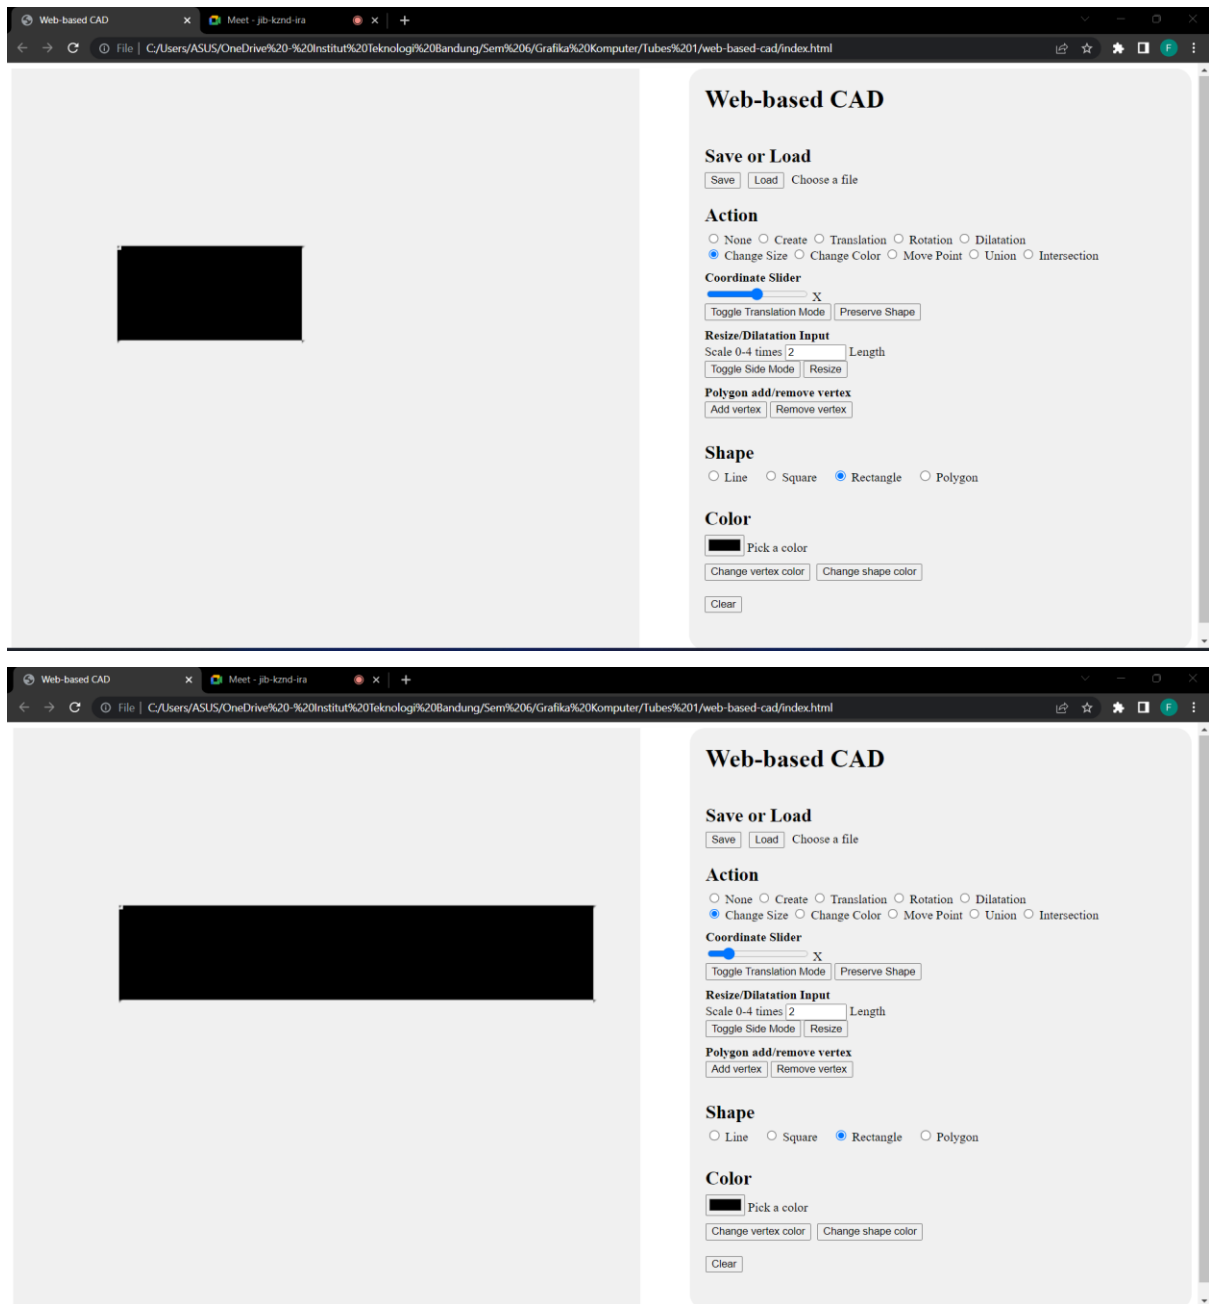 Web-based CAD
Meet - jib-kznd-ira
File | C:/Users/ASUS/OneDrive%20-%20Institut%20Teknologi%20Bandung/Sem%206/Grafika%20Komputer/Tubes%201/web-based-cad/index.html
F
Web-based CAD
Save or Load
Save Load Choose a file
Action
None Create Translation Rotation Dilatation
Change Size Change Color Move Point Union Intersection
Coordinate Slider
X
Toggle Translation Mode Preserve Shape
Resize/Dilatation Input
Scale 0-4 times 2 Length
Toggle Side Mode Resize
Polygon add/remove vertex
Add vertex Remove vertex
Shape
Line Square Rectangle Polygon
Color
Pick a color
Change vertex color Change shape color
Clear
Web-based CAD
Meet - jib-kznd-ira
File | C:/Users/ASUS/OneDrive%20-%20Institut%20Teknologi%20Bandung/Sem%206/Grafika%20Komputer/Tubes%201/web-based-cad/index.html
F
Web-based CAD
Save or Load
Save Load Choose a file
Action
None Create Translation Rotation Dilatation
Change Size Change Color Move Point Union Intersection
Coordinate Slider
X
Toggle Translation Mode Preserve Shape
Resize/Dilatation Input
Scale 0-4 times 2 Length
Toggle Side Mode Resize
Polygon add/remove vertex
Add vertex Remove vertex
Shape
Line Square Rectangle Polygon
Color
Pick a color
Change vertex color Change shape color
Clear